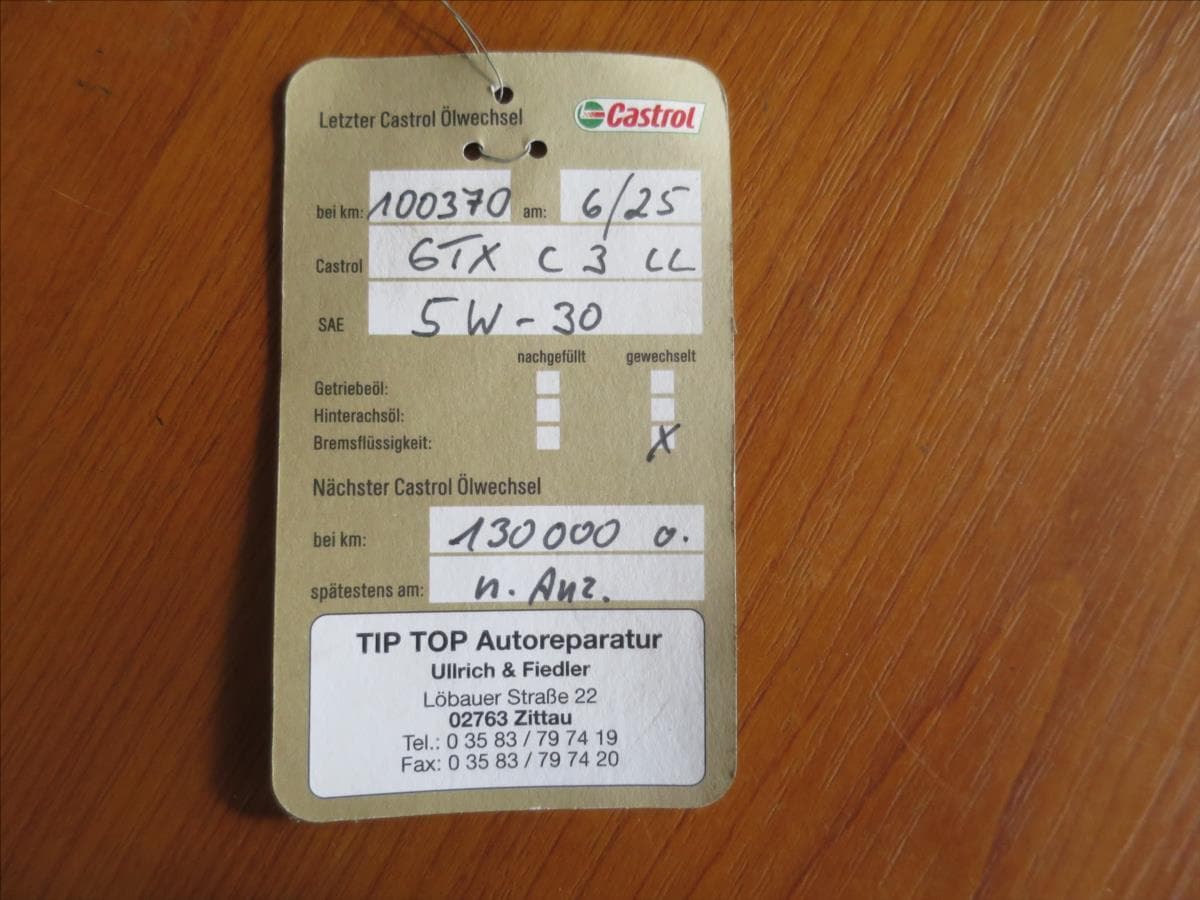 Letzter Castrol Ölwechsel Castrol
bei km: 100370 am: 6/25
Castrol GTX C3 LL
SAE 5W-30
nachgefüllt gewechselt
Getriebeöl:
Hinterachsöl:
Bremsflüssigkeit: X
Nächster Castrol Ölwechsel
bei km: 130000 o.
spätestens am: n. Anz.
TIP TOP Autoreparatur
Ullrich & Fiedler
Löbauer Straße 22
02763 Zittau
Tel.: 0 35 83 / 79 74 19
Fax: 0 35 83 / 79 74 20